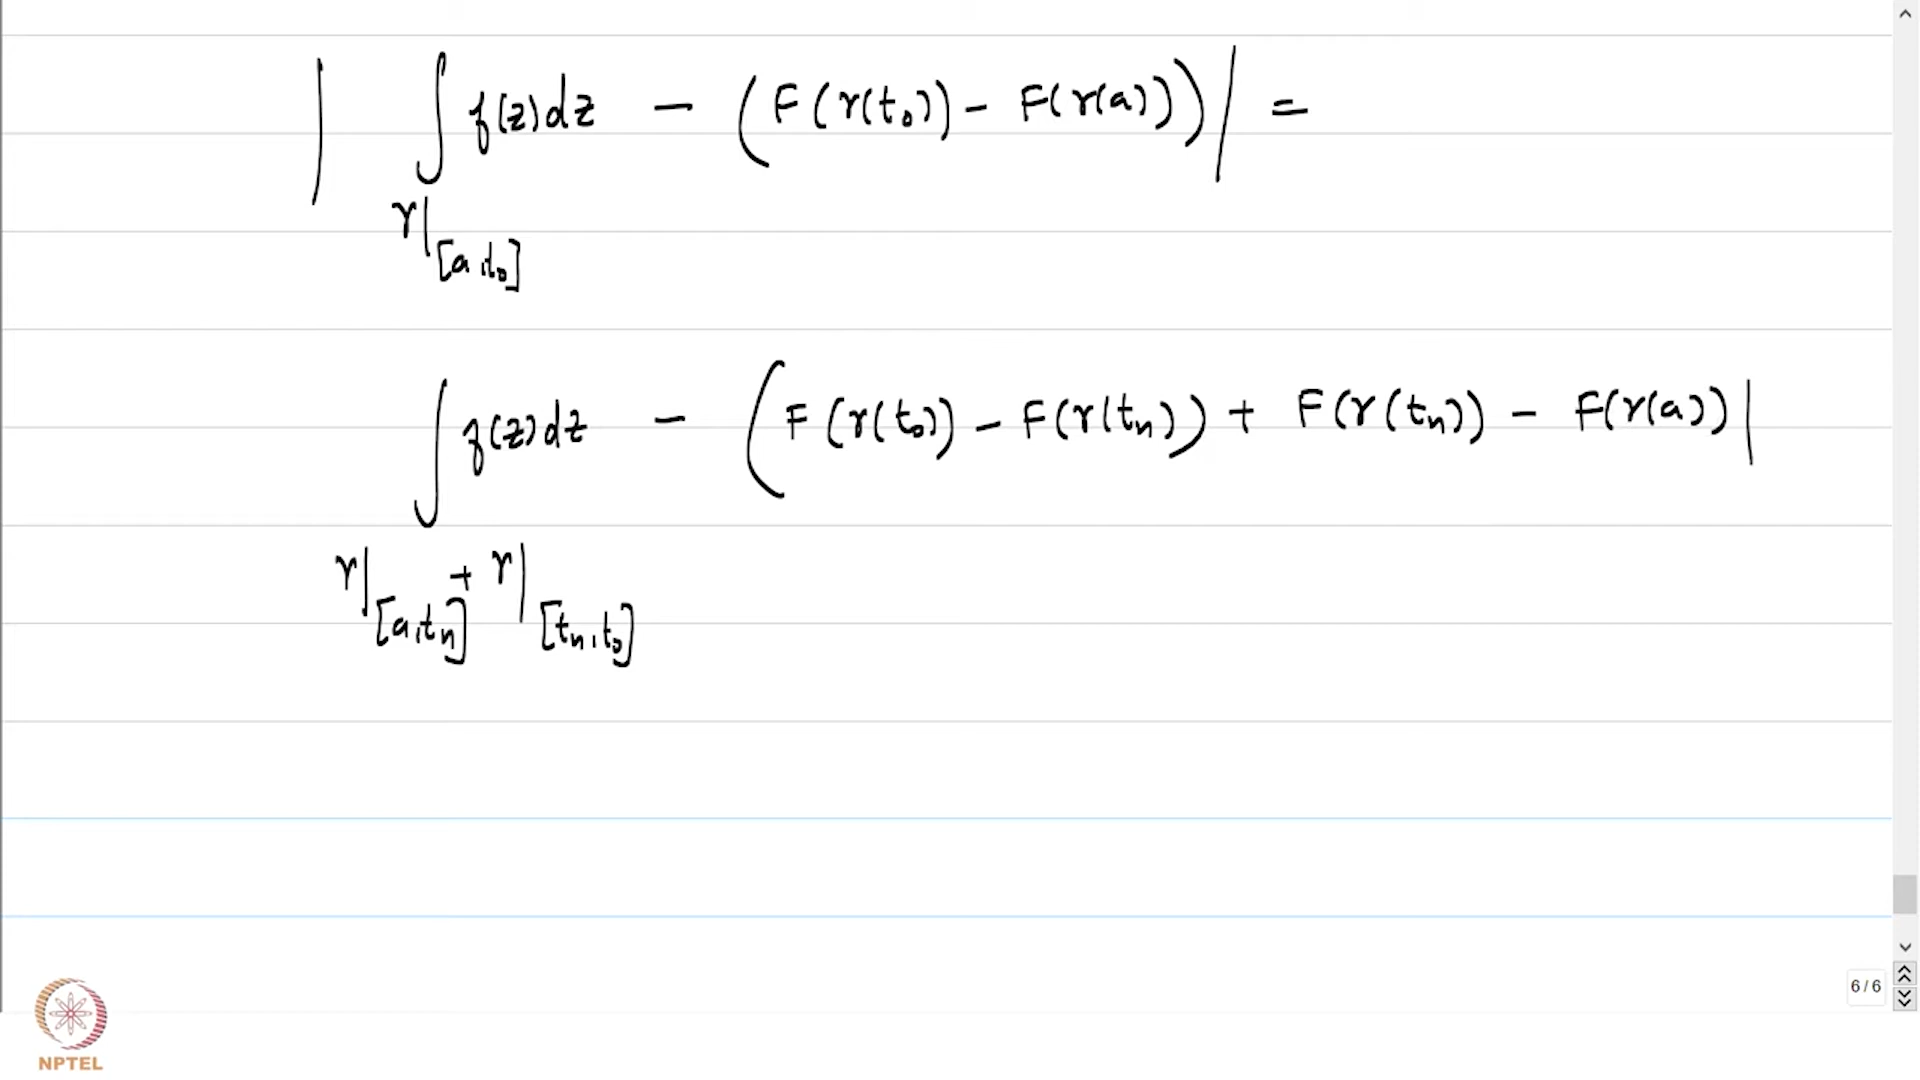 | ∫ f(z)dz − (F(γ(t₀)) − F(γ(a))) | =
γ|[a,t₀]
∫ f(z)dz − (F(γ(t₀)) − F(γ(tₙ)) + F(γ(tₙ)) − F(γ(a)) |
γ|[a,tₙ] + γ|[tₙ,t₀]
6 / 6
NPTEL